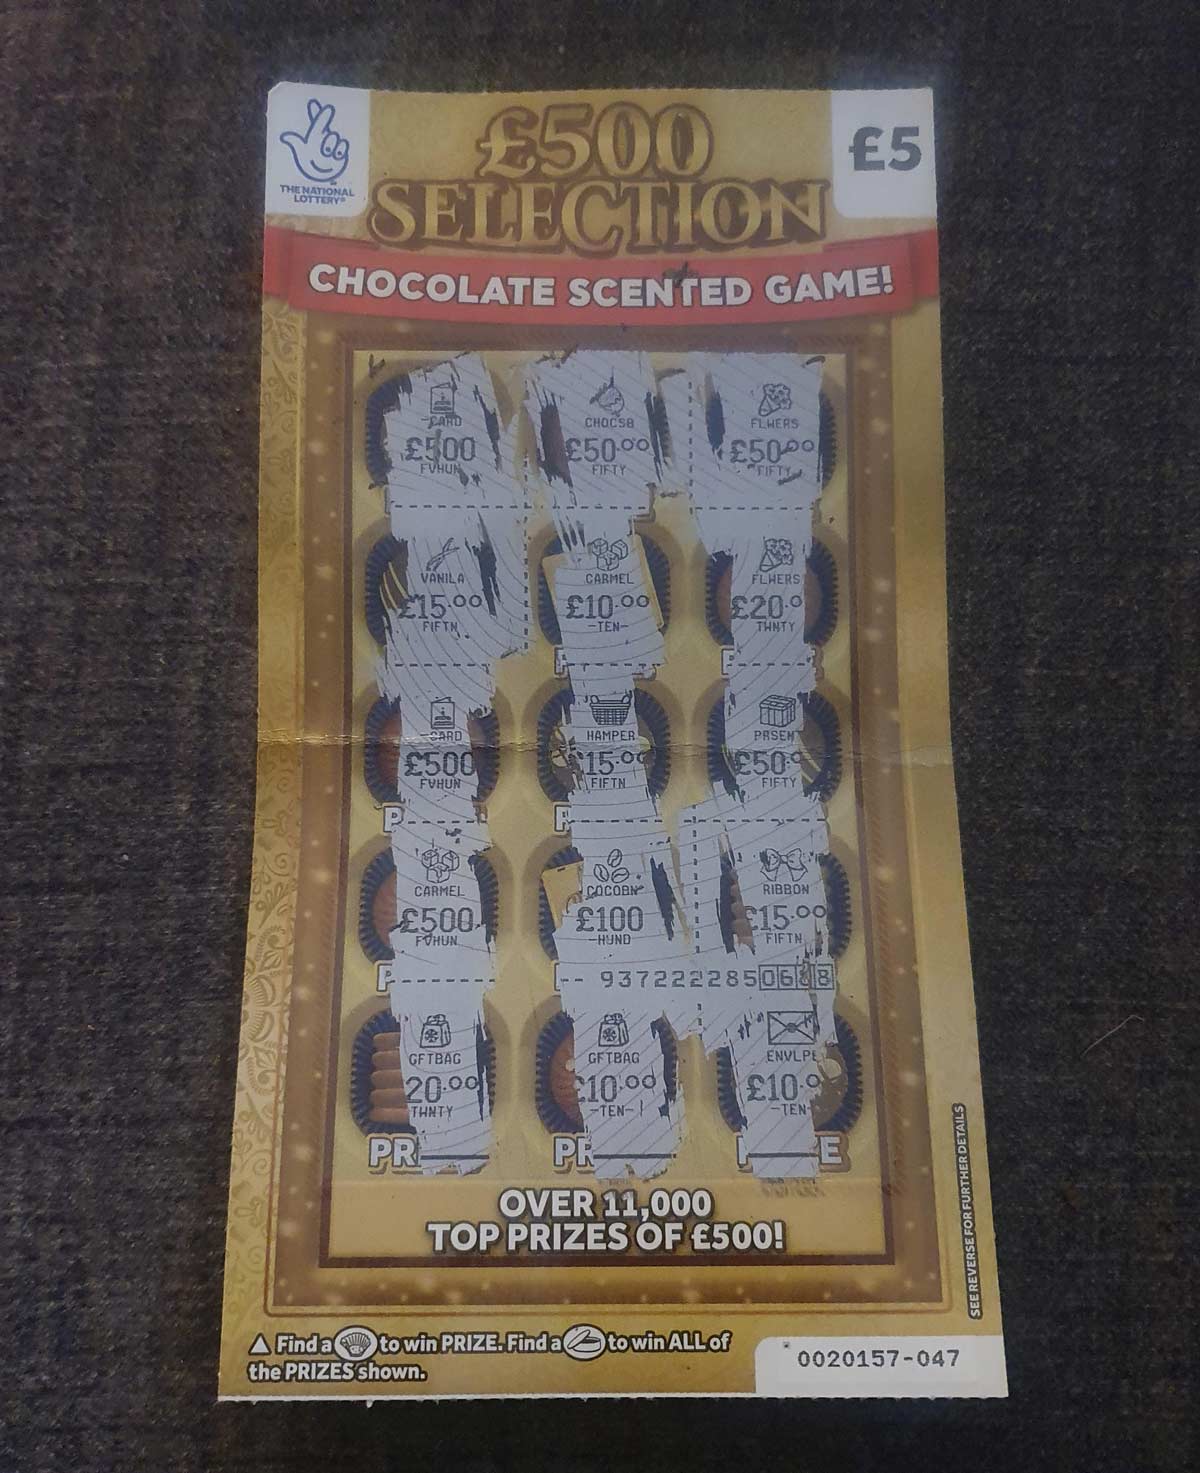 £500
SELECTION
£5
THE NATIONAL
LOTTERY®
CHOCOLATE SCENTED GAME!
CARD CHOCSB FLWERS
£500 £50.00 £50.00
FVHUN FIFTY FIFTY
VANILA CARMEL FLWERS
£15.00 £10.00 £20.0
FIFTN -TEN- TWNTY
CARD HAMPER PRSEN
£500 £15.00 £50.0
FVHUN FIFTN FIFTY
CARMEL COCOBN RIBBON
£500 £100 £15.00
FVHUN -HUND FIFTN
GFTBAG GFTBAG ENVLPE
20.00 £10.00 £10.0
TWNTY -TEN- -TEN-
PR PR E
OVER 11,000
TOP PRIZES OF £500!
SEE REVERSE FOR FURTHER DETAILS
Find a to win PRIZE. Find a to win ALL of
the PRIZES shown.
0020157-047